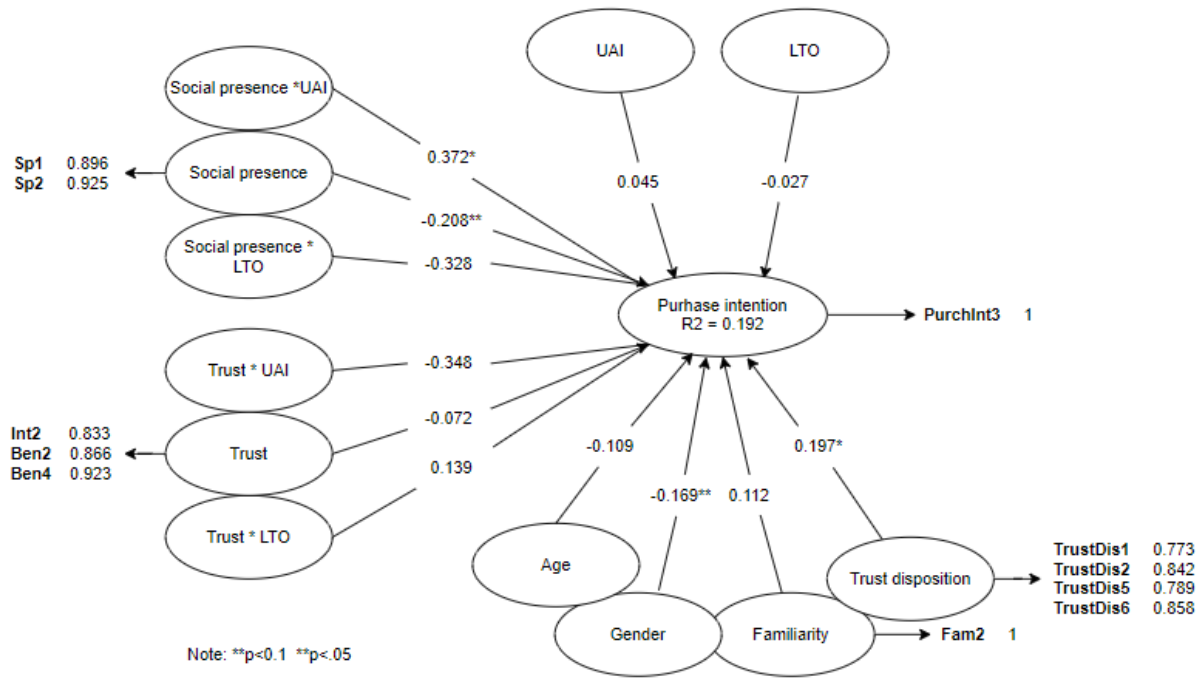 UAI
LTO
Social presence *UAI
Sp1 0.896
Sp2 0.925
Social presence
Social presence *
LTO
0.372*
-0.208**
-0.328
0.045
-0.027
Purhase intention
R2 = 0.192
PurchInt3 1
Trust * UAI
Int2 0.833
Ben2 0.866
Ben4 0.923
Trust
Trust * LTO
-0.348
-0.072
0.139
-0.109
-0.169**
0.112
0.197*
Age
Gender
Familiarity
Trust disposition
TrustDis1 0.773
TrustDis2 0.842
TrustDis5 0.789
TrustDis6 0.858
Fam2 1
Note: **p<0.1 **p<.05